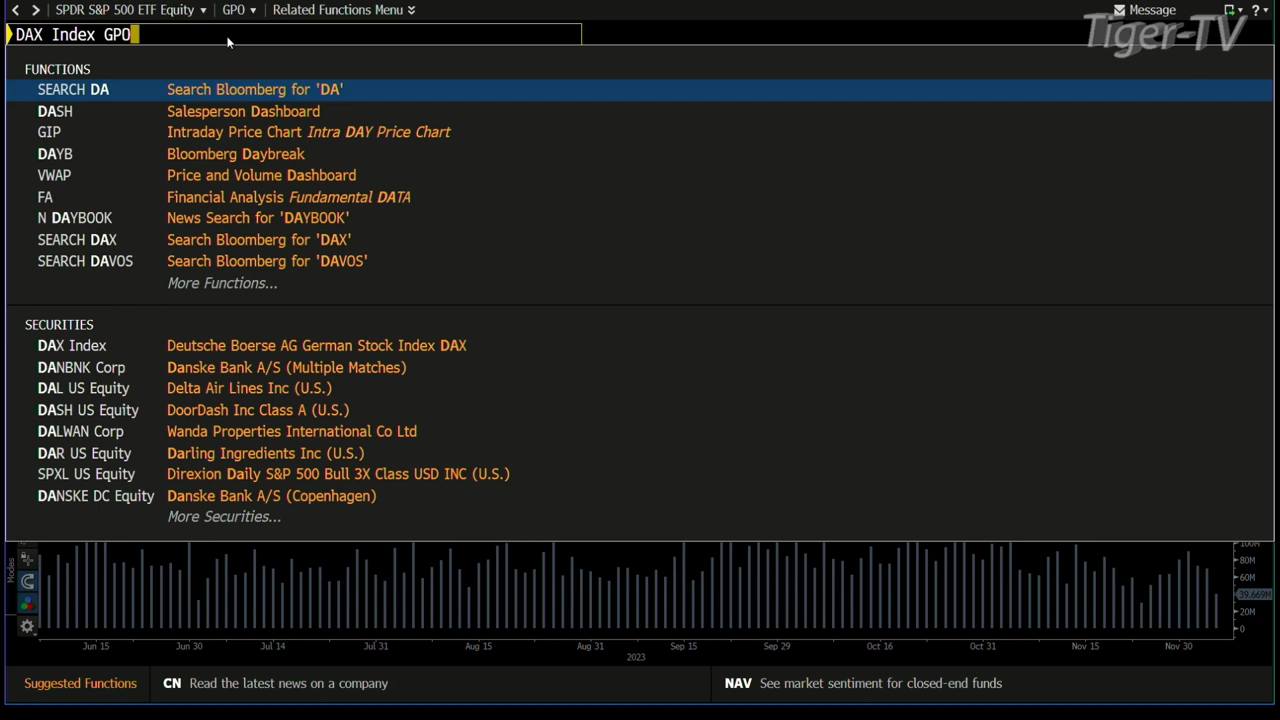 SPDR S&P 500 ETF Equity GPO Related Functions Menu Message ?
Tiger-TV
DAX Index GPO
FUNCTIONS
SEARCH DA Search Bloomberg for 'DA'
DASH Salesperson Dashboard
GIP Intraday Price Chart Intra DAY Price Chart
DAYB Bloomberg Daybreak
VWAP Price and Volume Dashboard
FA Financial Analysis Fundamental DATA
N DAYBOOK News Search for 'DAYBOOK'
SEARCH DAX Search Bloomberg for 'DAX'
SEARCH DAVOS Search Bloomberg for 'DAVOS'
More Functions...
SECURITIES
DAX Index Deutsche Boerse AG German Stock Index DAX
DANBNK Corp Danske Bank A/S (Multiple Matches)
DAL US Equity Delta Air Lines Inc (U.S.)
DASH US Equity DoorDash Inc Class A (U.S.)
DALWAN Corp Wanda Properties International Co Ltd
DAR US Equity Darling Ingredients Inc (U.S.)
SPXL US Equity Direxion Daily S&P 500 Bull 3X Class USD INC (U.S.)
DANSKE DC Equity Danske Bank A/S (Copenhagen)
More Securities...
100M
80M
60M
39.669M
20M
0
Modes
Jun 15 Jun 30 Jul 14 Jul 31 Aug 15 Aug 31 Sep 15 Sep 29 Oct 16 Oct 31 Nov 15 Nov 30
2023
Suggested Functions CN Read the latest news on a company NAV See market sentiment for closed-end funds